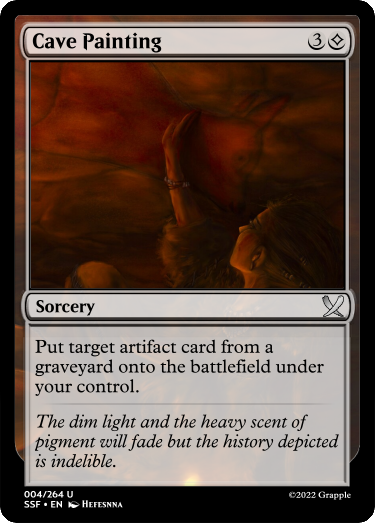 Cave Painting 3
Sorcery
Put target artifact card from a
graveyard onto the battlefield under
your control.
The dim light and the heavy scent of
pigment will fade but the history depicted
is indelible.
004/264 U
SSF • EN Hefesnna
©2022 Grapple